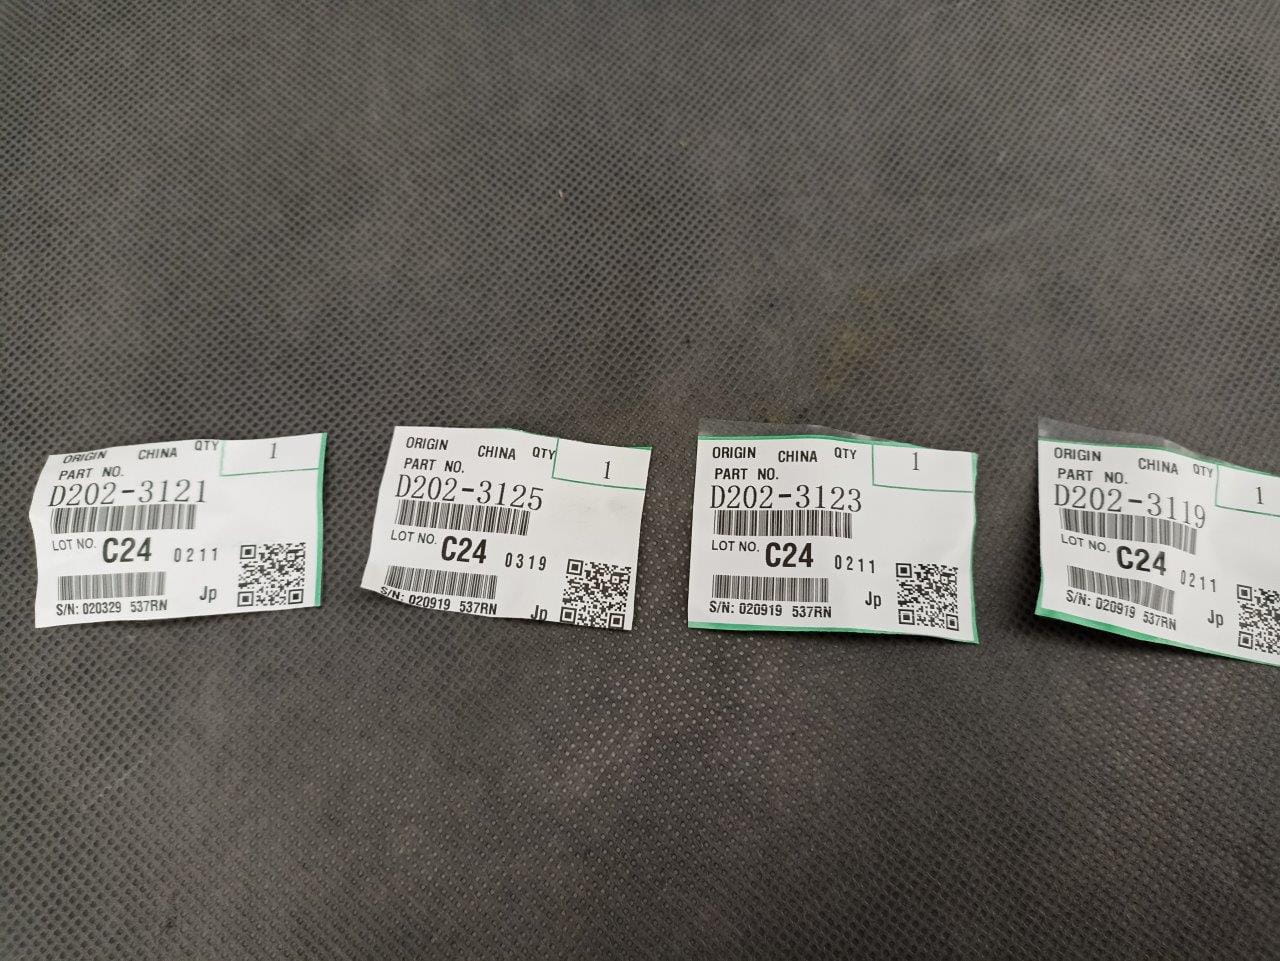 ORIGIN CHINA QTY 1
PART NO.
D202-3121
LOT NO. C24 0211
S/N: 020329 537RN Jp
ORIGIN CHINA QTY 1
PART NO.
D202-3125
LOT NO. C24 0319
S/N: 020919 537RN Jp
ORIGIN CHINA QTY 1
PART NO.
D202-3123
LOT NO. C24 0211
S/N: 020919 537RN Jp
ORIGIN CHINA QTY 1
PART NO.
D202-3119
LOT NO. C24 0211
S/N: 020919 537RN Jp